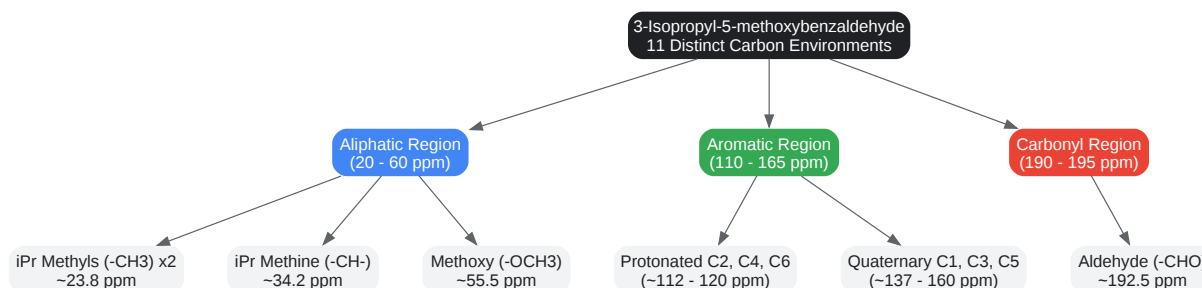 3-Isopropyl-5-methoxybenzaldehyde
11 Distinct Carbon Environments
Aliphatic Region
(20 - 60 ppm)
Aromatic Region
(110 - 165 ppm)
Carbonyl Region
(190 - 195 ppm)
iPr Methyls (-CH3) x2
~23.8 ppm
iPr Methine (-CH-)
~34.2 ppm
Methoxy (-OCH3)
~55.5 ppm
Protonated C2, C4, C6
(~112 - 120 ppm)
Quaternary C1, C3, C5
(~137 - 160 ppm)
Aldehyde (-CHO
~192.5 ppm